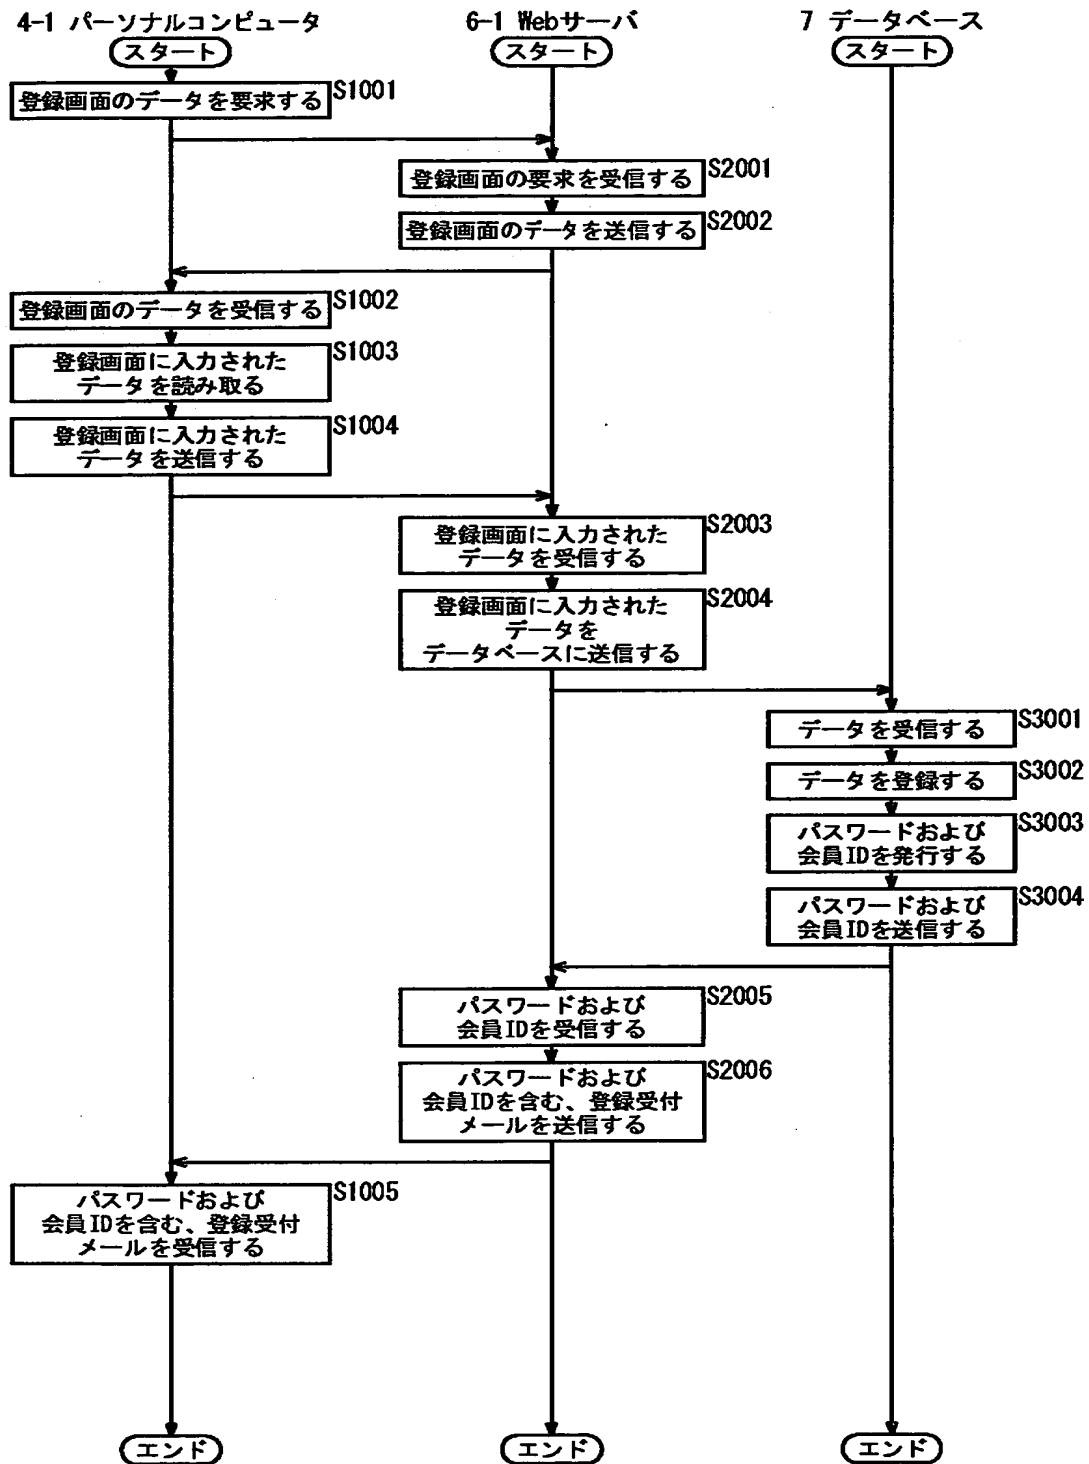 4-1 パーソナルコンピュータ
6-1 Webサーバ
7 データベース
スタート
スタート
スタート
登録画面のデータを要求する
S1001
登録画面の要求を受信する
S2001
登録画面のデータを送信する
S2002
登録画面のデータを受信する
S1002
登録画面に入力された
データを読み取る
S1003
登録画面に入力された
データを送信する
S1004
登録画面に入力された
データを受信する
S2003
登録画面に入力された
データを
データベースに送信する
S2004
データを受信する
S3001
データを登録する
S3002
パスワードおよび
会員IDを発行する
S3003
パスワードおよび
会員IDを送信する
S3004
パスワードおよび
会員IDを受信する
S2005
パスワードおよび
会員IDを含む、登録受付
メールを送信する
S2006
パスワードおよび
会員IDを含む、登録受付
メールを受信する
S1005
エンド
エンド
エンド